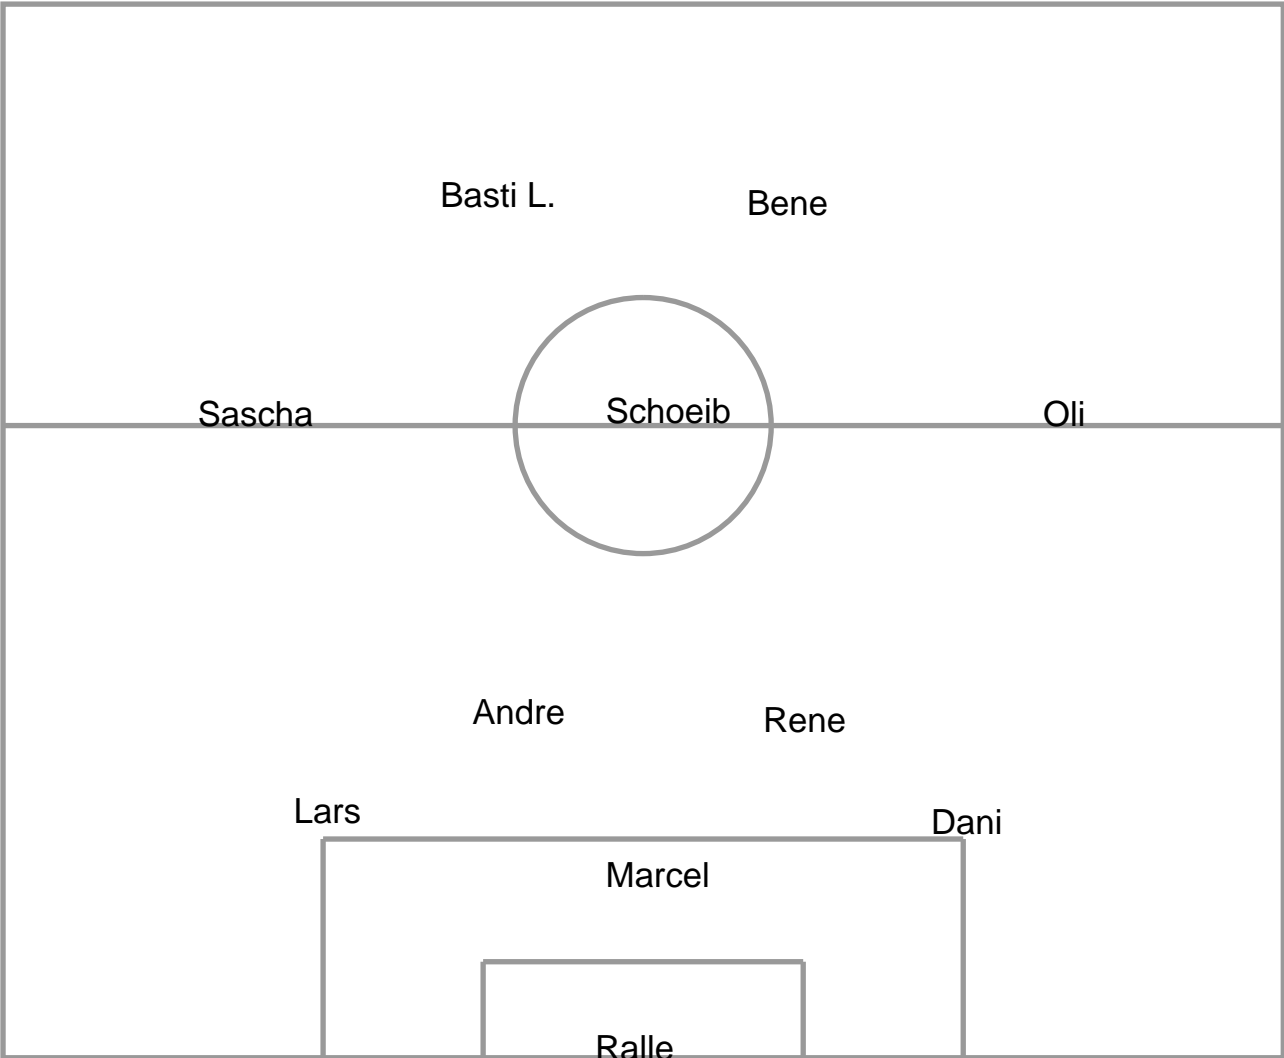 Basti L.
Bene
Sascha
Schoeib
Oli
Andre
Rene
Lars
Dani
Marcel
Ralle